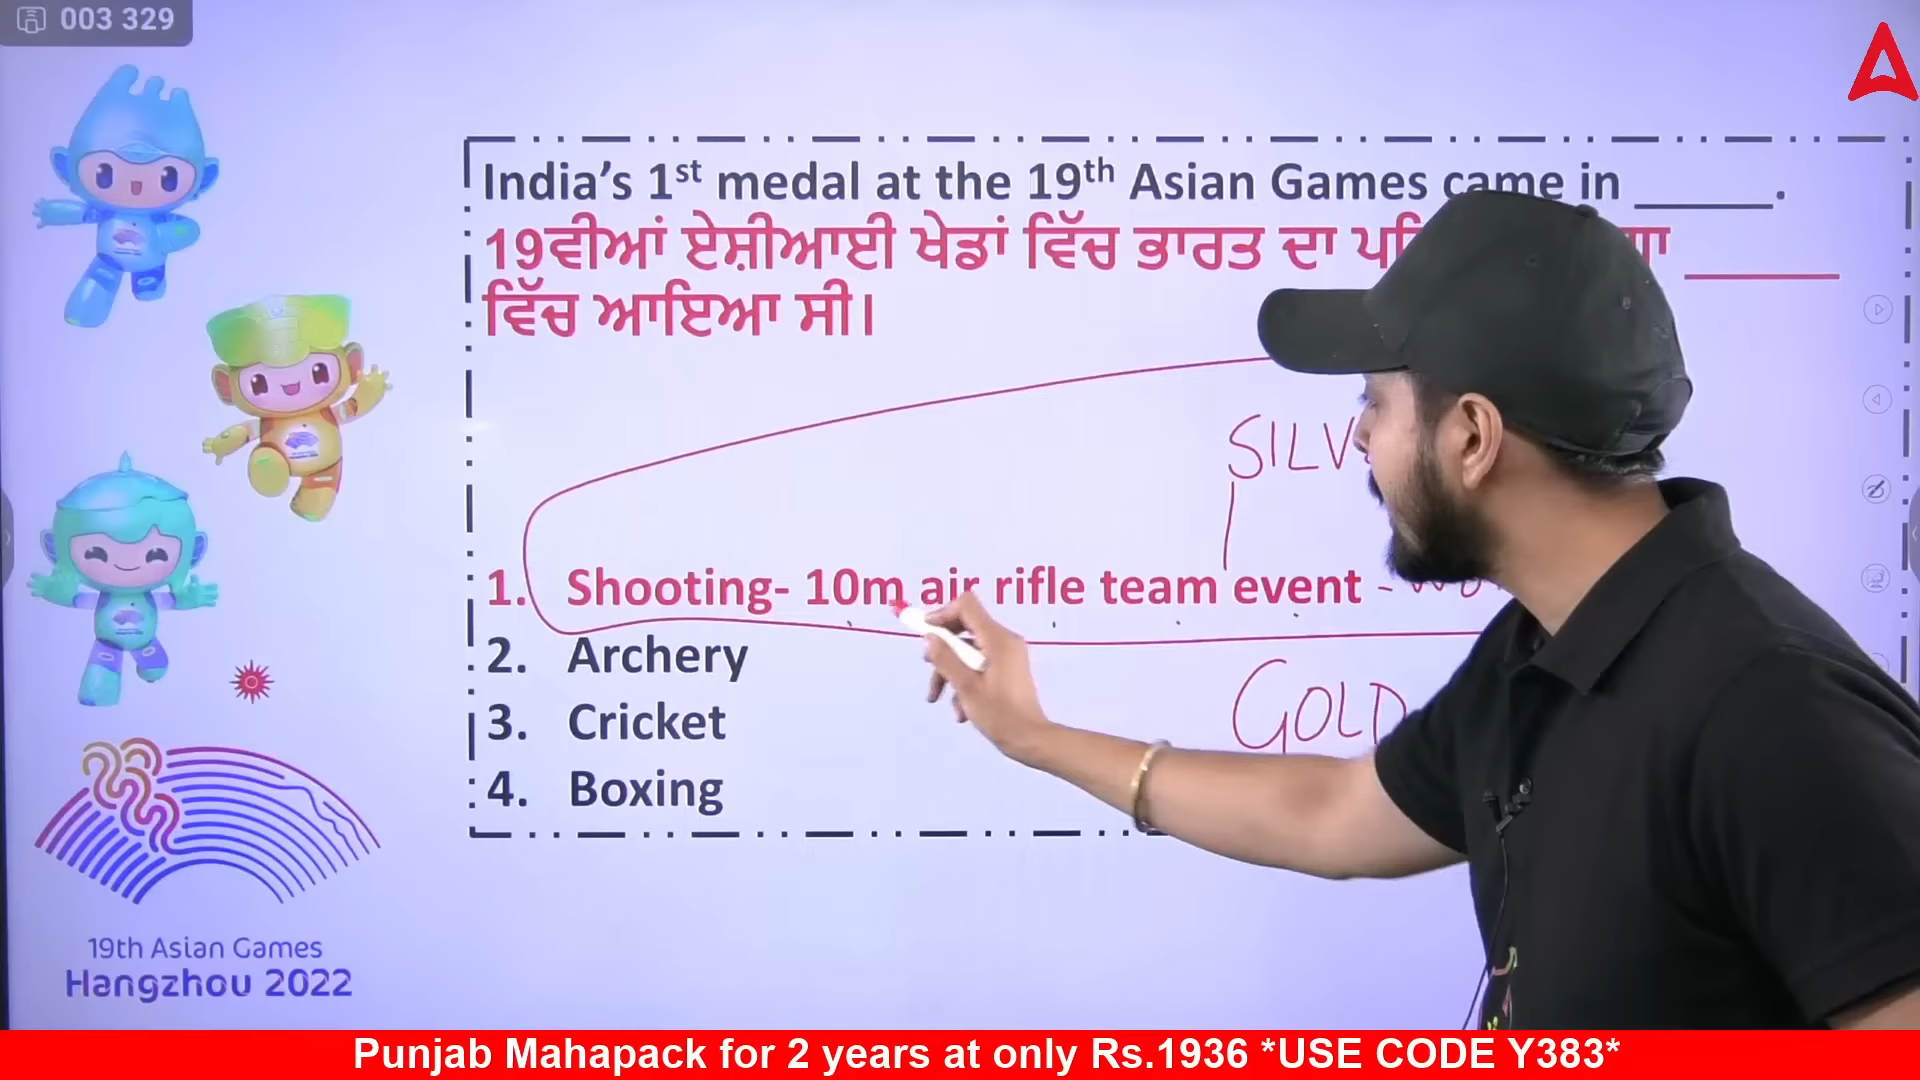 003 329
India's 1st medal at the 19th Asian Games came in ______.
19ਵੀਆਂ ਏਸ਼ੀਆਈ ਖੇਡਾਂ ਵਿੱਚ ਭਾਰਤ ਦਾ ______
ਵਿੱਚ ਆਇਆ ਸੀ।
1. Shooting- 10m air rifle team event -
2. Archery
GOLD
3. Cricket
4. Boxing
19th Asian Games
Hangzhou 2022
Punjab Mahapack for 2 years at only Rs.1936 *USE CODE Y383*